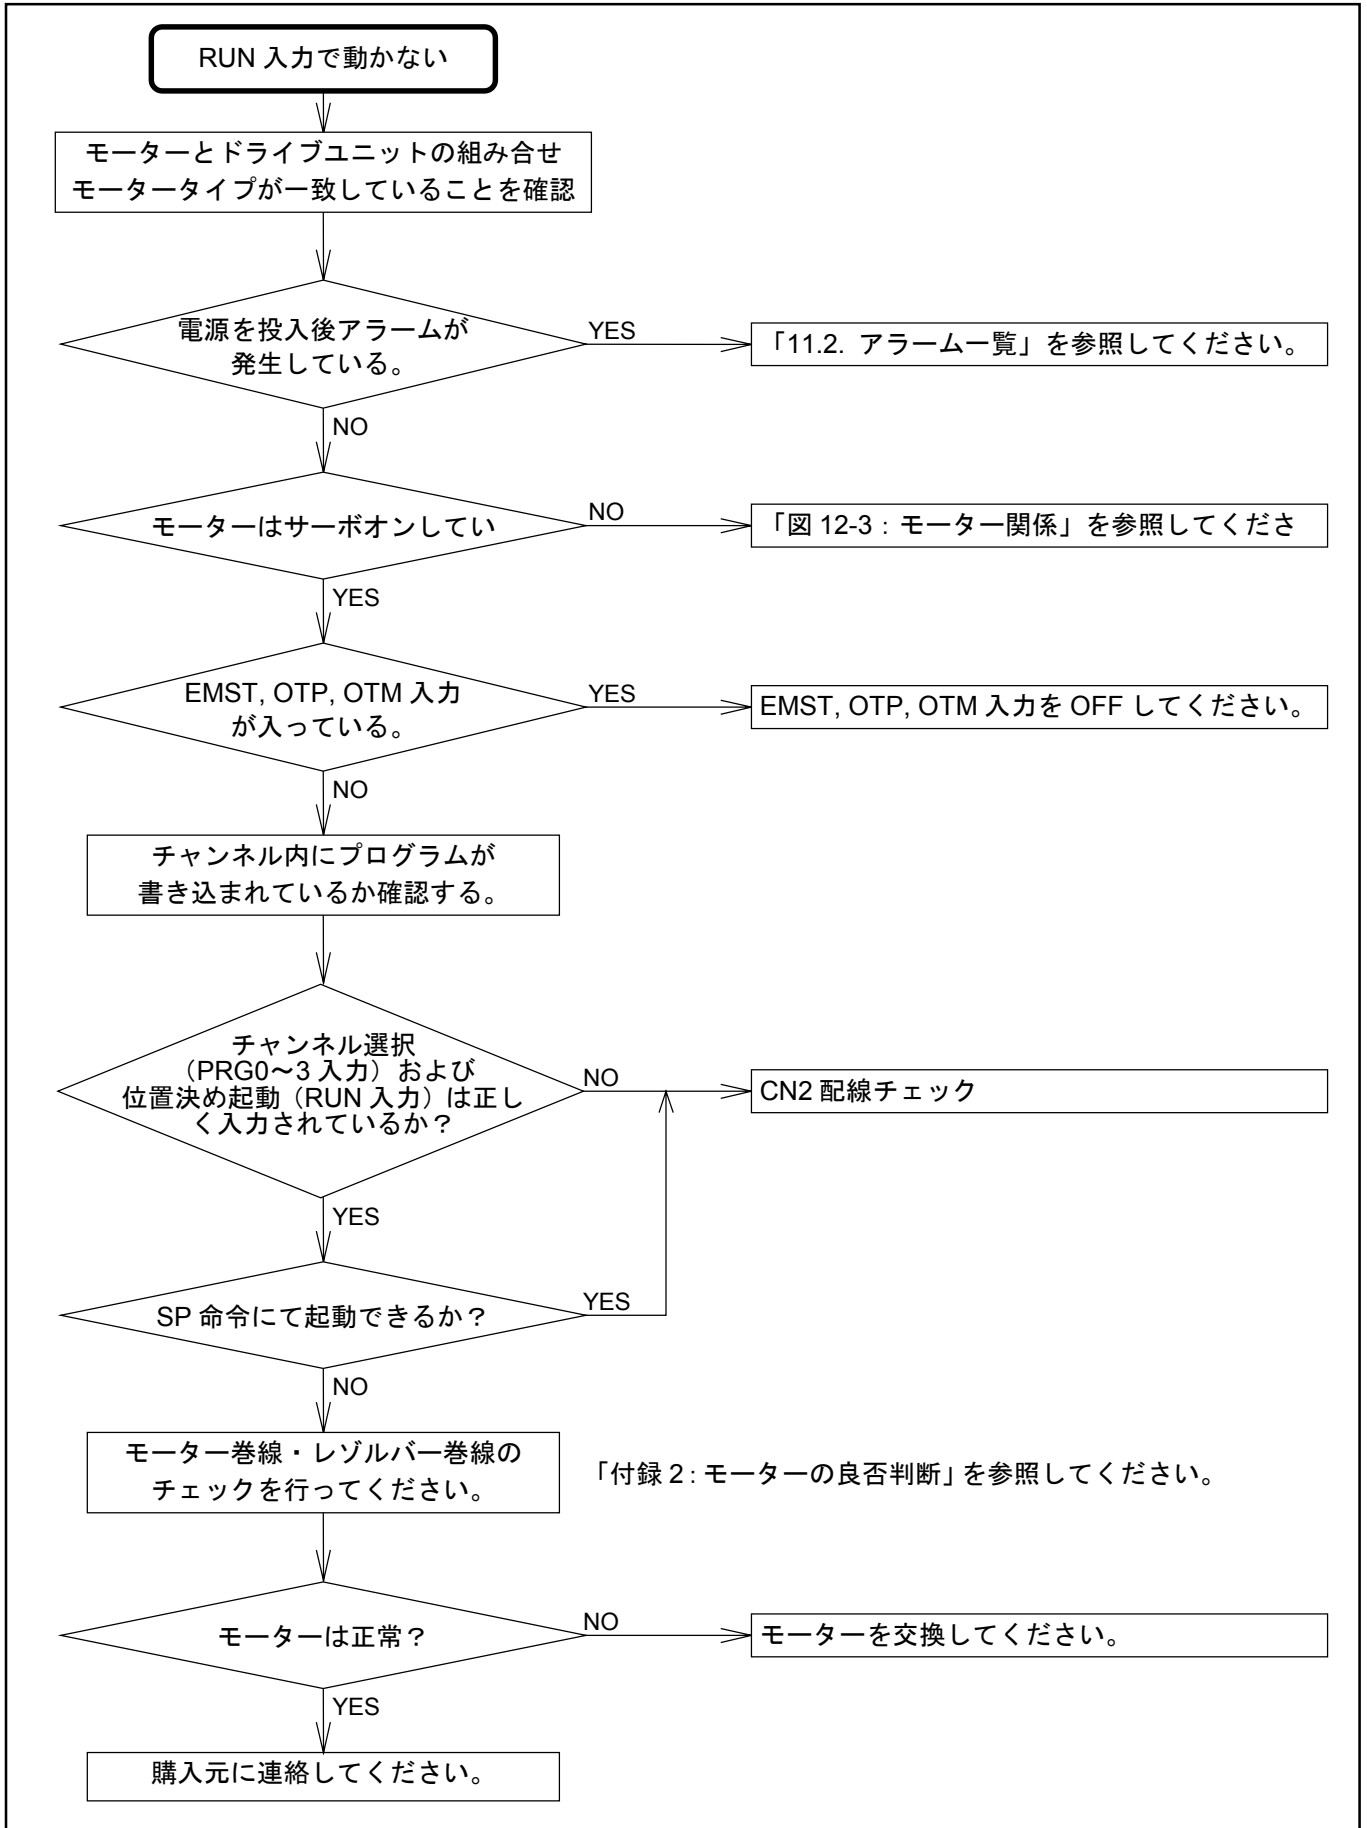 RUN 入力で動かない
モーターとドライブユニットの組み合せ
モータータイプが一致していることを確認
電源を投入後アラームが
発生している。
YES
「11.2. アラーム一覧」を参照してください。
NO
モーターはサーボオンしてい
NO
「図 12-3：モーター関係」を参照してくださ
YES
EMST, OTP, OTM 入力
が入っている。
YES
EMST, OTP, OTM 入力を OFF してください。
NO
チャンネル内にプログラムが
書き込まれているか確認する。
チャンネル選択
（PRG0～3 入力）および
位置決め起動（RUN 入力）は正し
く入力されているか？
NO
CN2 配線チェック
YES
SP 命令にて起動できるか？
YES
NO
モーター巻線・レゾルバー巻線の
チェックを行ってください。
「付録 2：モーターの良否判断」を参照してください。
モーターは正常？
NO
モーターを交換してください。
YES
購入元に連絡してください。